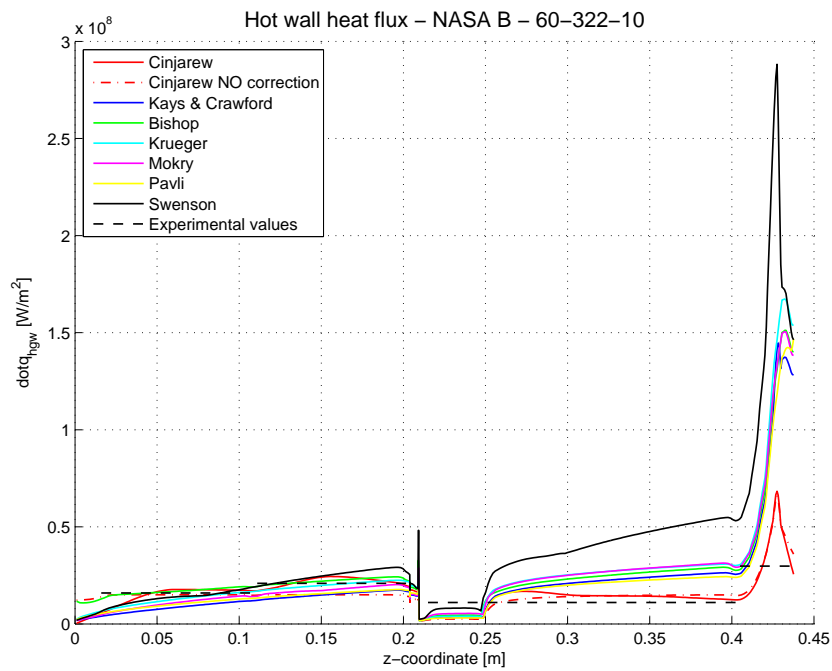 Hot wall heat flux − NASA B − 60−322−10
x 10^8
3
2.5
2
1.5
1
0.5
0
dotq_hgw [W/m^2]
Cinjarew
Cinjarew NO correction
Kays & Crawford
Bishop
Krueger
Mokry
Pavli
Swenson
Experimental values
0 0.05 0.1 0.15 0.2 0.25 0.3 0.35 0.4 0.45
z−coordinate [m]